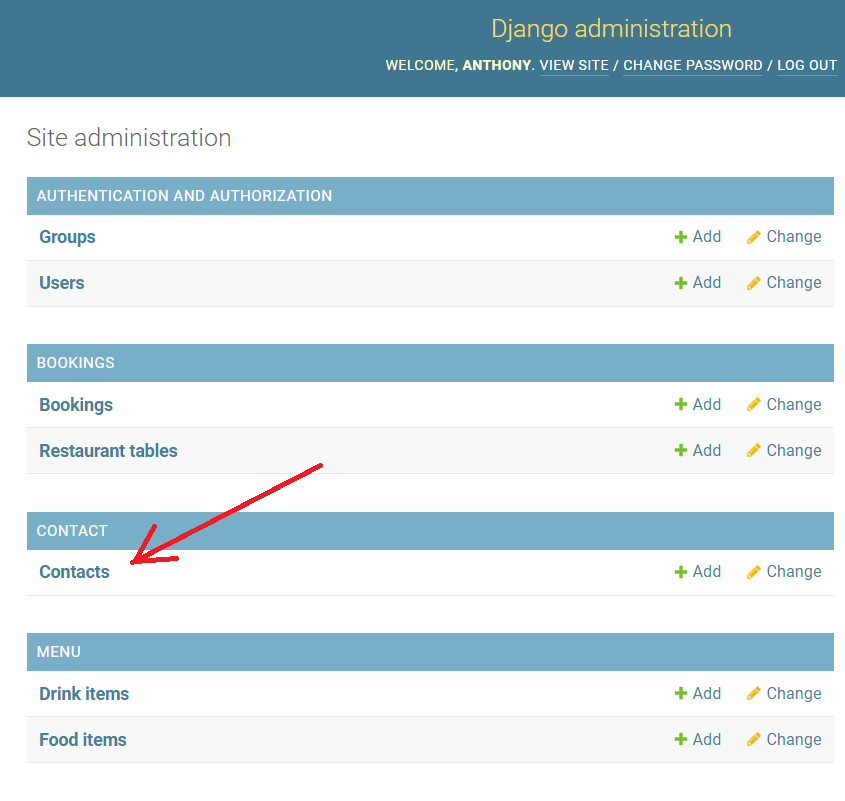 Django administration
WELCOME, ANTHONY. VIEW SITE / CHANGE PASSWORD / LOG OUT
Site administration
AUTHENTICATION AND AUTHORIZATION
Groups Add Change
Users Add Change
BOOKINGS
Bookings Add Change
Restaurant tables Add Change
CONTACT
Contacts Add Change
MENU
Drink items Add Change
Food items Add Change